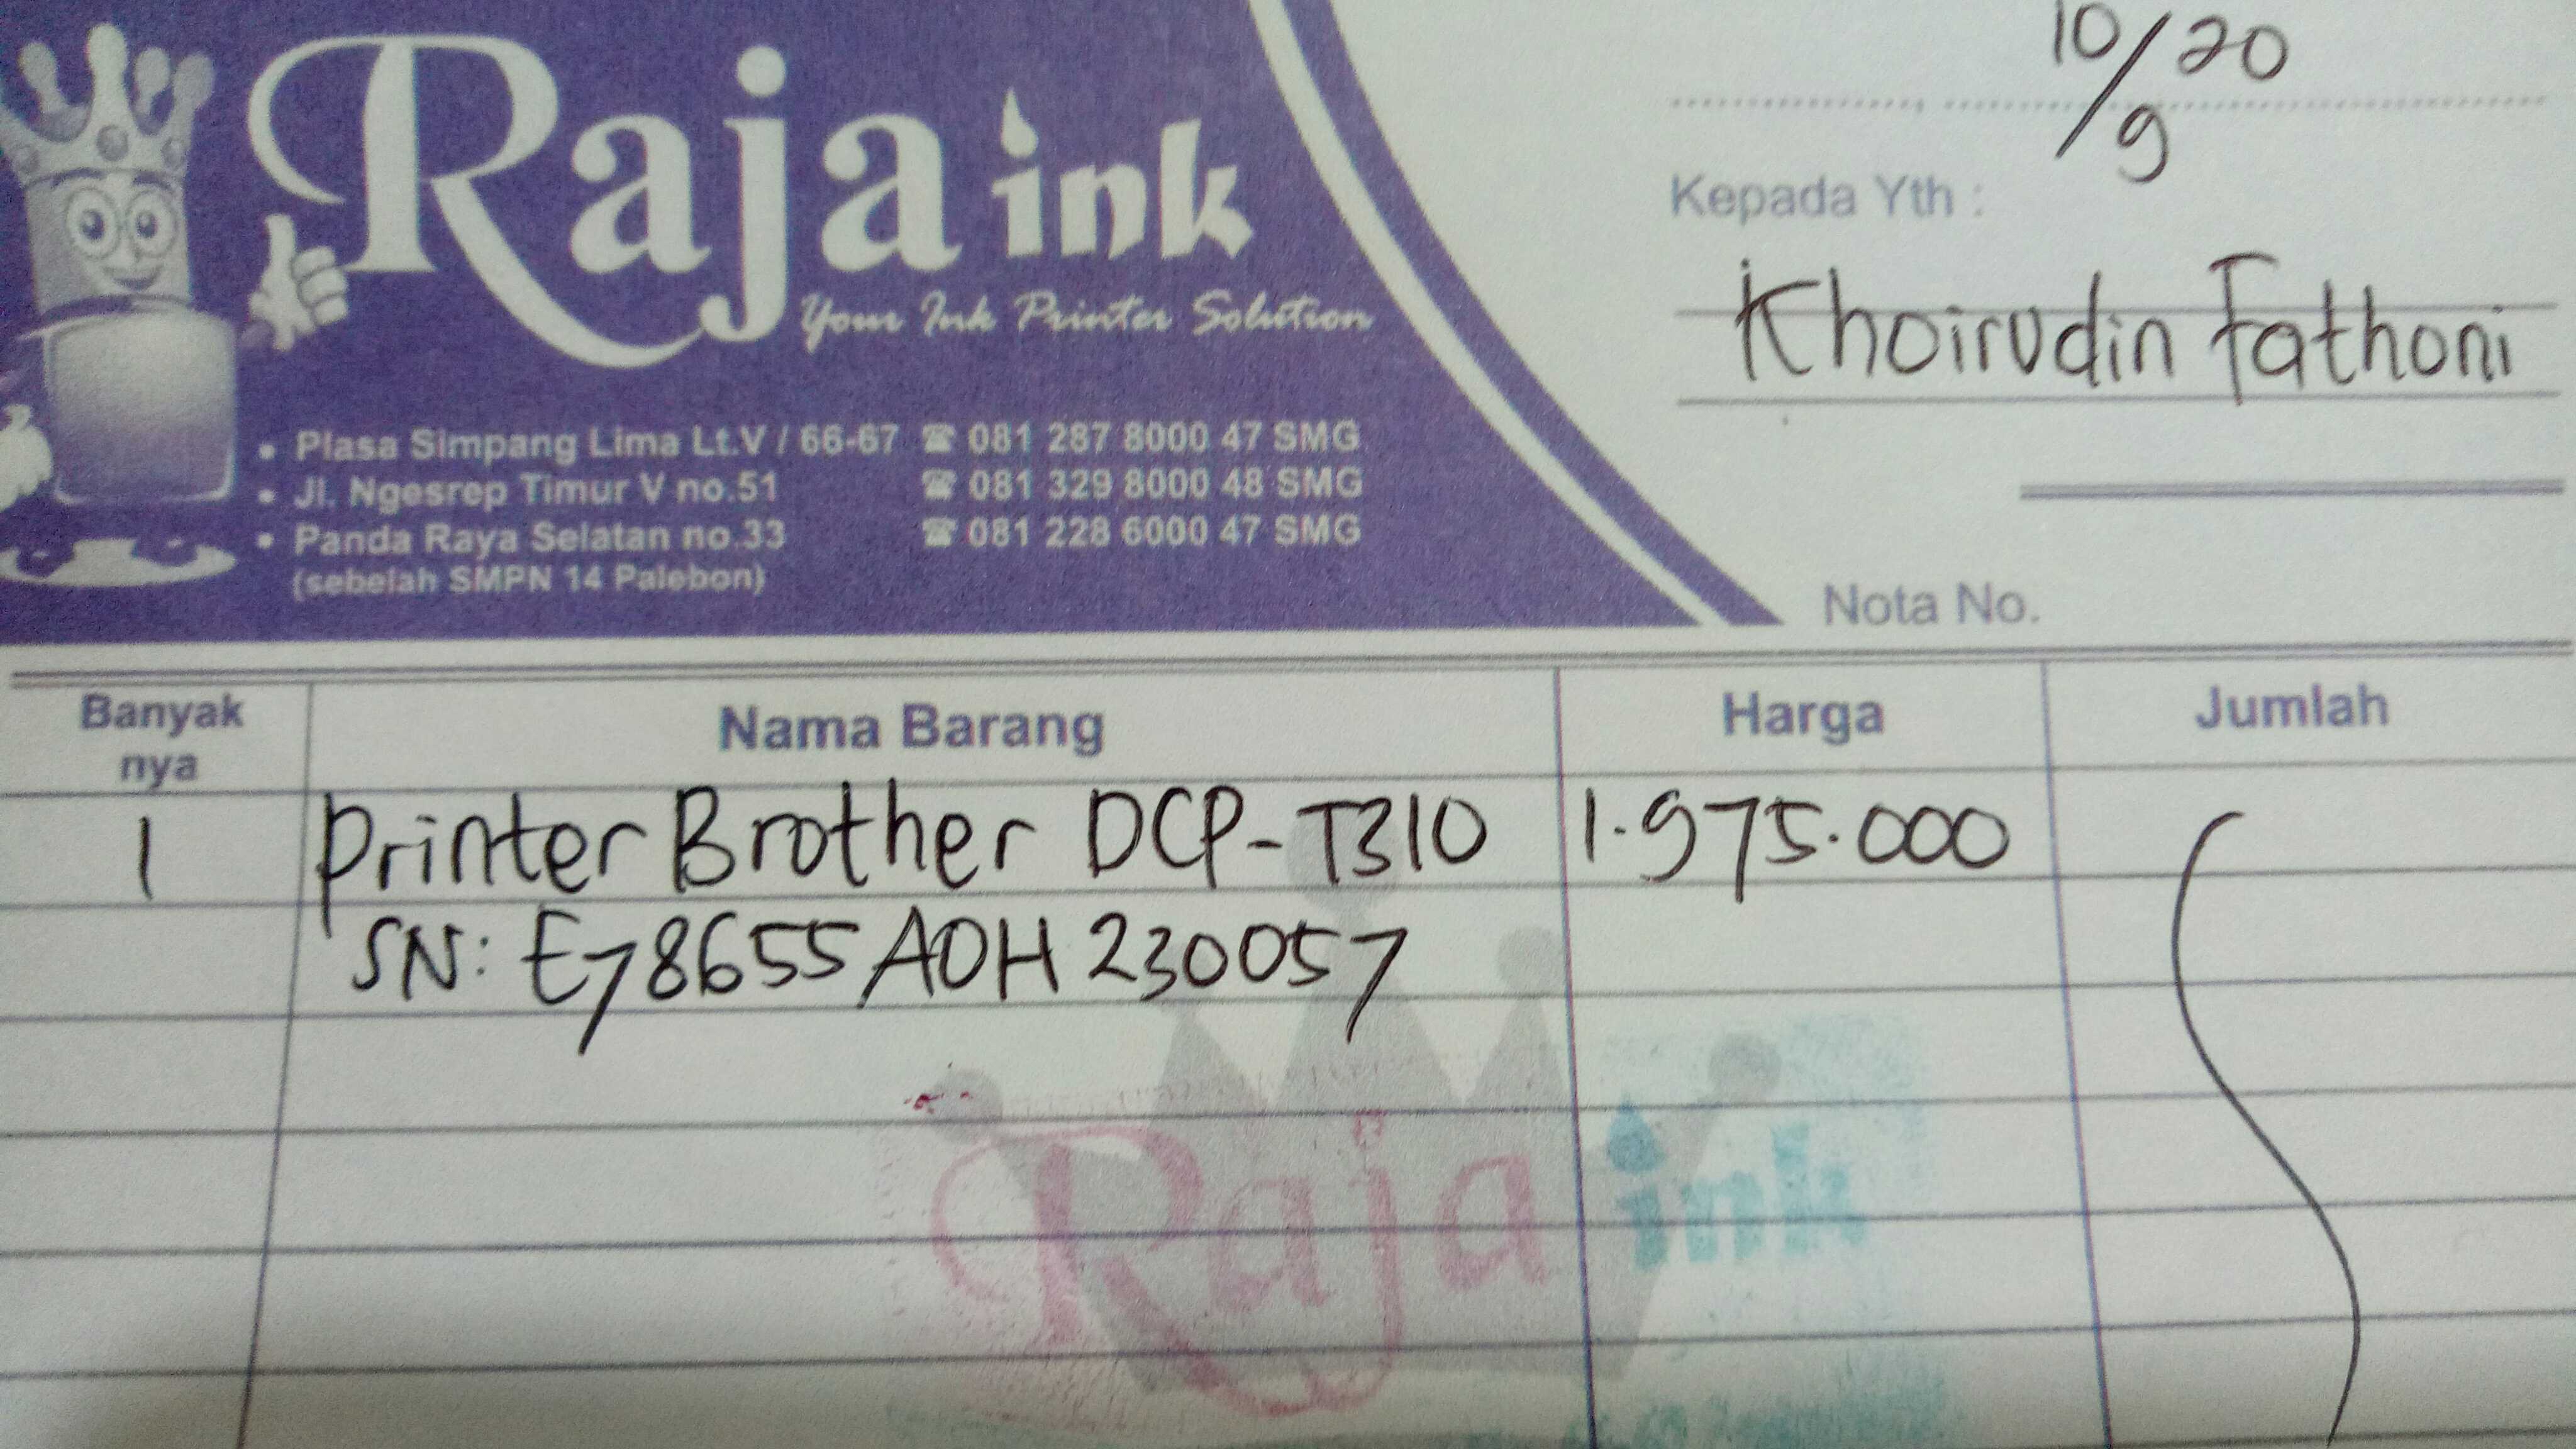 Raja ink
Your Ink Printer Solution
• Plasa Simpang Lima Lt.V / 66-67 ☎ 081 287 8000 47 SMG
• Jl. Ngesrep Timur V no.51 ☎ 081 329 8000 48 SMG
• Panda Raya Selatan no.33 ☎ 081 228 6000 47 SMG
(sebelah SMPN 14 Palebon)
10/9 20
Kepada Yth :
Khoirudin Fathoni
Nota No.
Banyak nya Nama Barang Harga Jumlah
1 Printer Brother DCP-T310 1.975.000
SN: E78655A0H230057
Raja ink